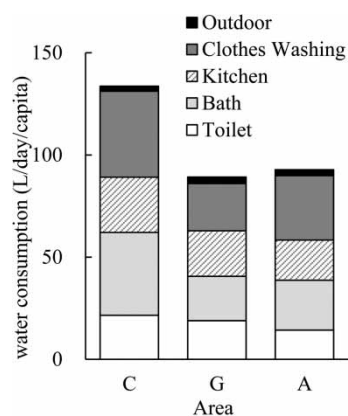 Outdoor
Clothes Washing
Kitchen
Bath
Toilet
water consumption (L/day/capita)
150
100
50
0
C G A
Area